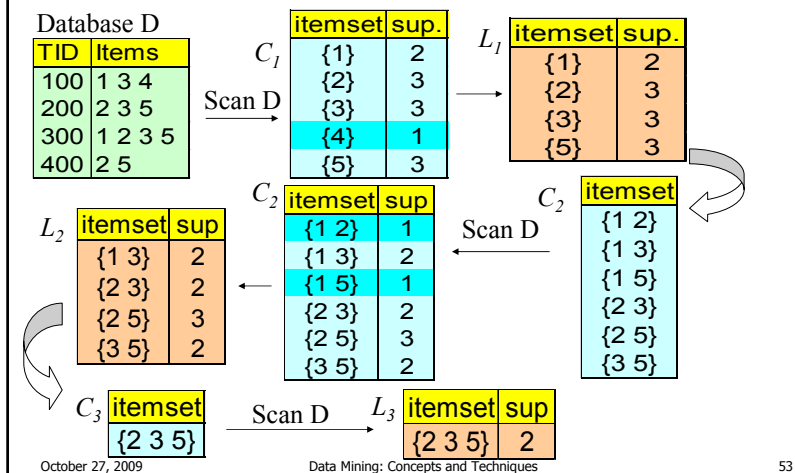 Database D
TID Items
100 1 3 4
200 2 3 5
300 1 2 3 5
400 2 5
Scan D
C1
itemset sup.
{1} 2
{2} 3
{3} 3
{4} 1
{5} 3
L1
itemset sup.
{1} 2
{2} 3
{3} 3
{5} 3
C2
itemset
{1 2}
{1 3}
{1 5}
{2 3}
{2 5}
{3 5}
Scan D
C2
itemset sup
{1 2} 1
{1 3} 2
{1 5} 1
{2 3} 2
{2 5} 3
{3 5} 2
L2
itemset sup
{1 3} 2
{2 3} 2
{2 5} 3
{3 5} 2
C3
itemset
{2 3 5}
Scan D
L3
itemset sup
{2 3 5} 2
October 27, 2009 Data Mining: Concepts and Techniques 53